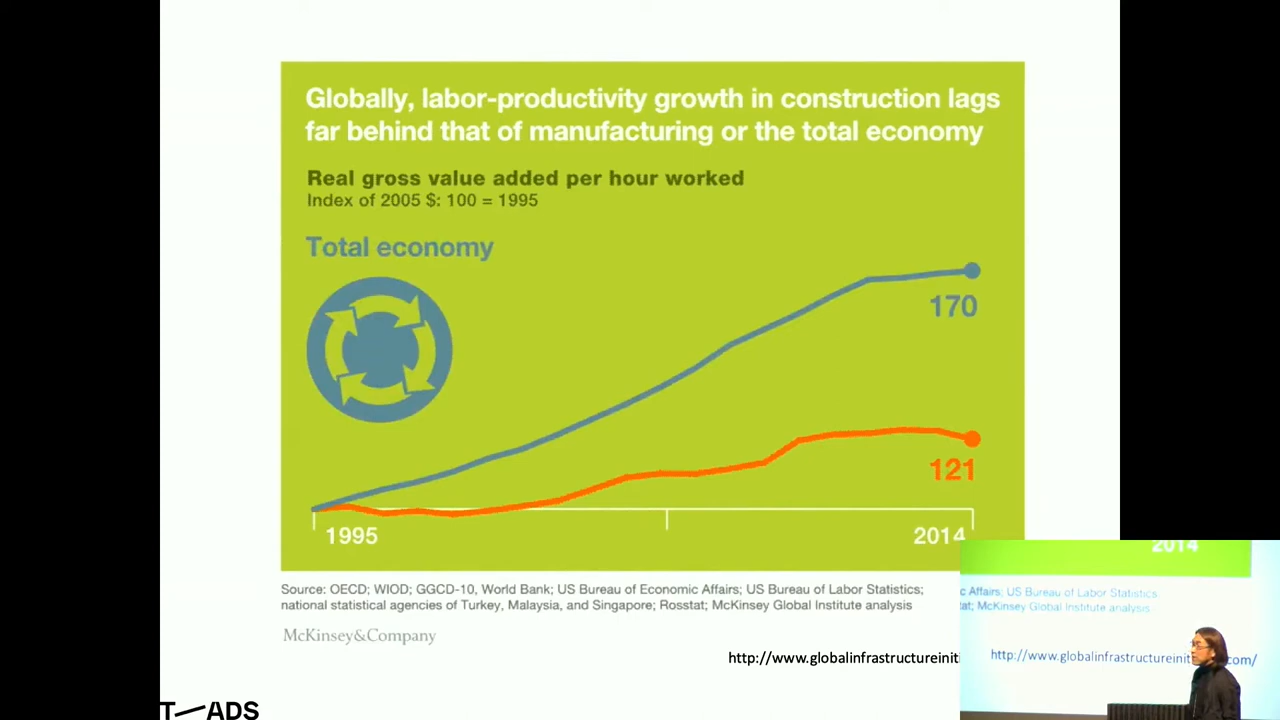 Globally, labor-productivity growth in construction lags
far behind that of manufacturing or the total economy
Real gross value added per hour worked
Index of 2005 $: 100 = 1995
Total economy
170
121
1995
2014
Source: OECD; WIOD; GGCD-10, World Bank; US Bureau of Economic Affairs; US Bureau of Labor Statistics;
national statistical agencies of Turkey, Malaysia, and Singapore; Rosstat; McKinsey Global Institute analysis
McKinsey&Company
http://www.globalinfrastructureiniti
T—ADS
2014
c Affairs; US Bureau of Labor Statistics
tat; McKinsey Global Institute analysis
http://www.globalinfrastructureinit com/